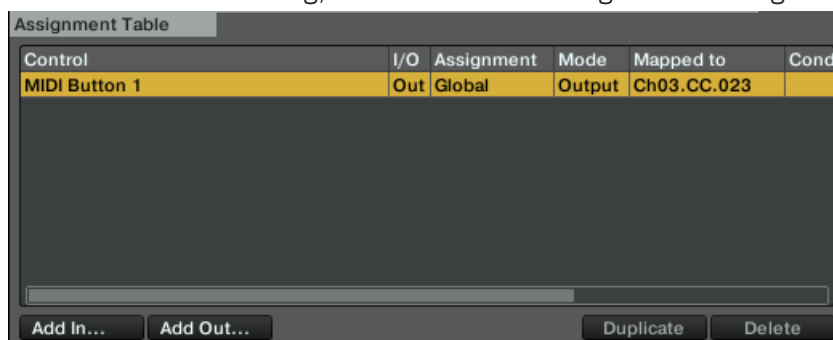 Assignment Table
Control I/O Assignment Mode Mapped to Cond
MIDI Button 1 Out Global Output Ch03.CC.023
Add In... Add Out... Duplicate Delete